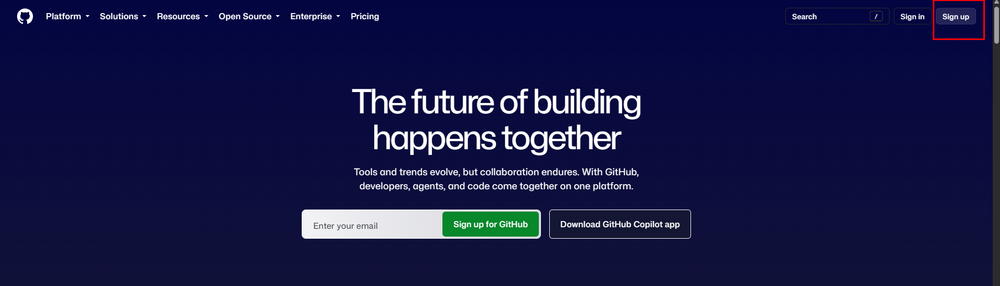 Platform Solutions Resources Open Source Enterprise Pricing Search / Sign in Sign up
The future of building
happens together
Tools and trends evolve, but collaboration endures. With GitHub,
developers, agents, and code come together on one platform.
Enter your email Sign up for GitHub Download GitHub Copilot app